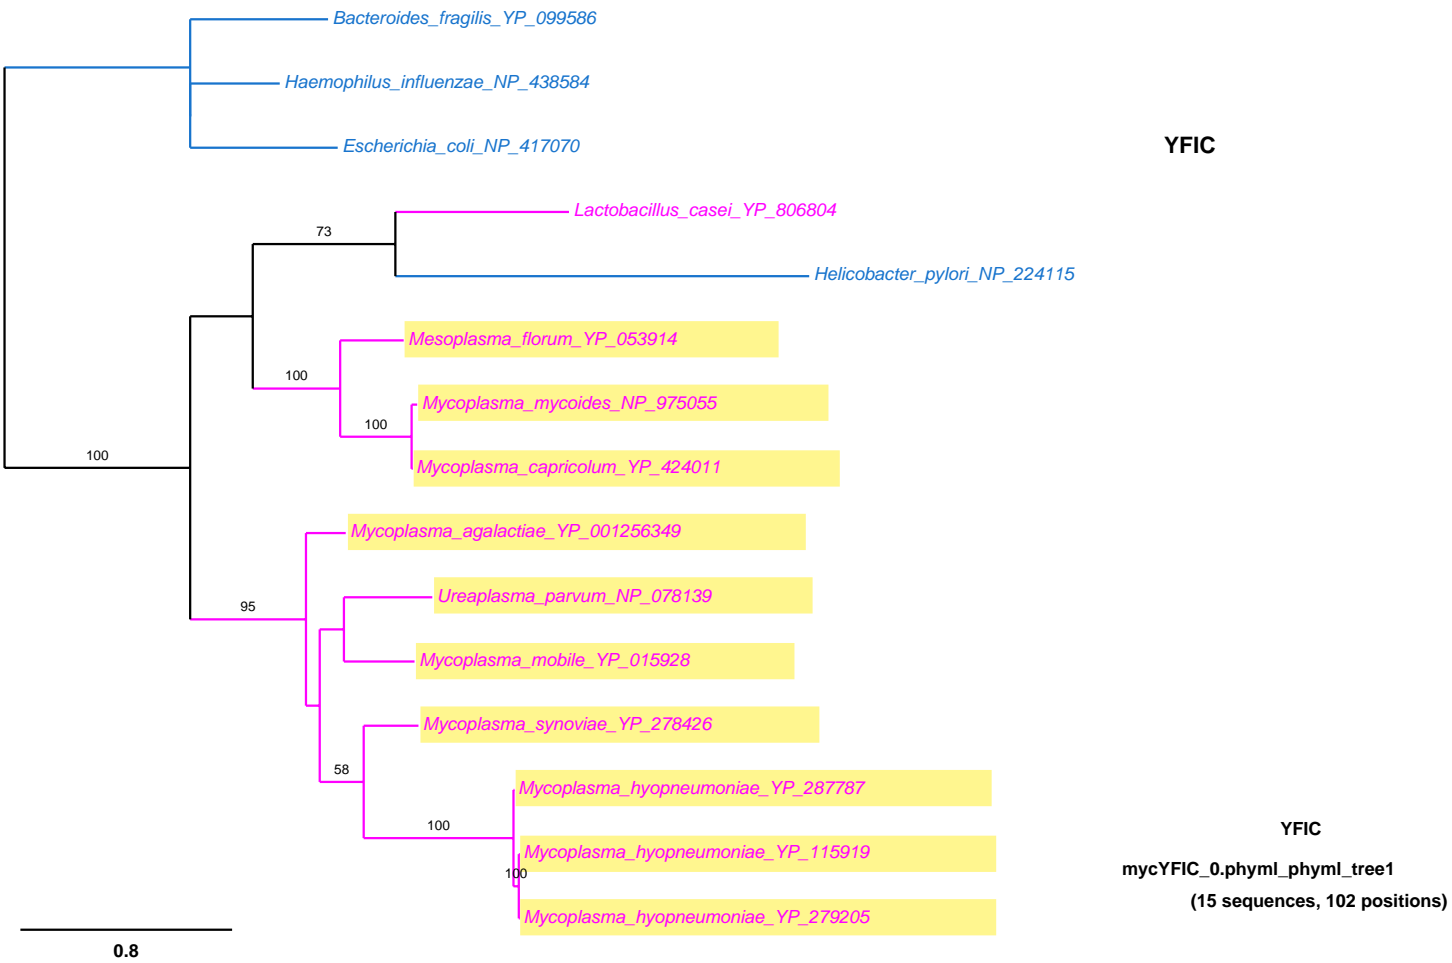 Bacteroides_fragilis_YP_099586
Haemophilus_influenzae_NP_438584
Escherichia_coli_NP_417070
YFIC
Lactobacillus_casei_YP_806804
73
Helicobacter_pylori_NP_224115
Mesoplasma_florum_YP_053914
100
Mycoplasma_mycoides_NP_975055
100
100
Mycoplasma_capricolum_YP_424011
Mycoplasma_agalactiae_YP_001256349
Ureaplasma_parvum_NP_078139
95
Mycoplasma_mobile_YP_015928
Mycoplasma_synoviae_YP_278426
58
Mycoplasma_hyopneumoniae_YP_287787
100
YFIC
Mycoplasma_hyopneumoniae_YP_115919
100
mycYFIC_0.phyml_phyml_tree1
(15 sequences, 102 positions)
Mycoplasma_hyopneumoniae_YP_279205
0.8